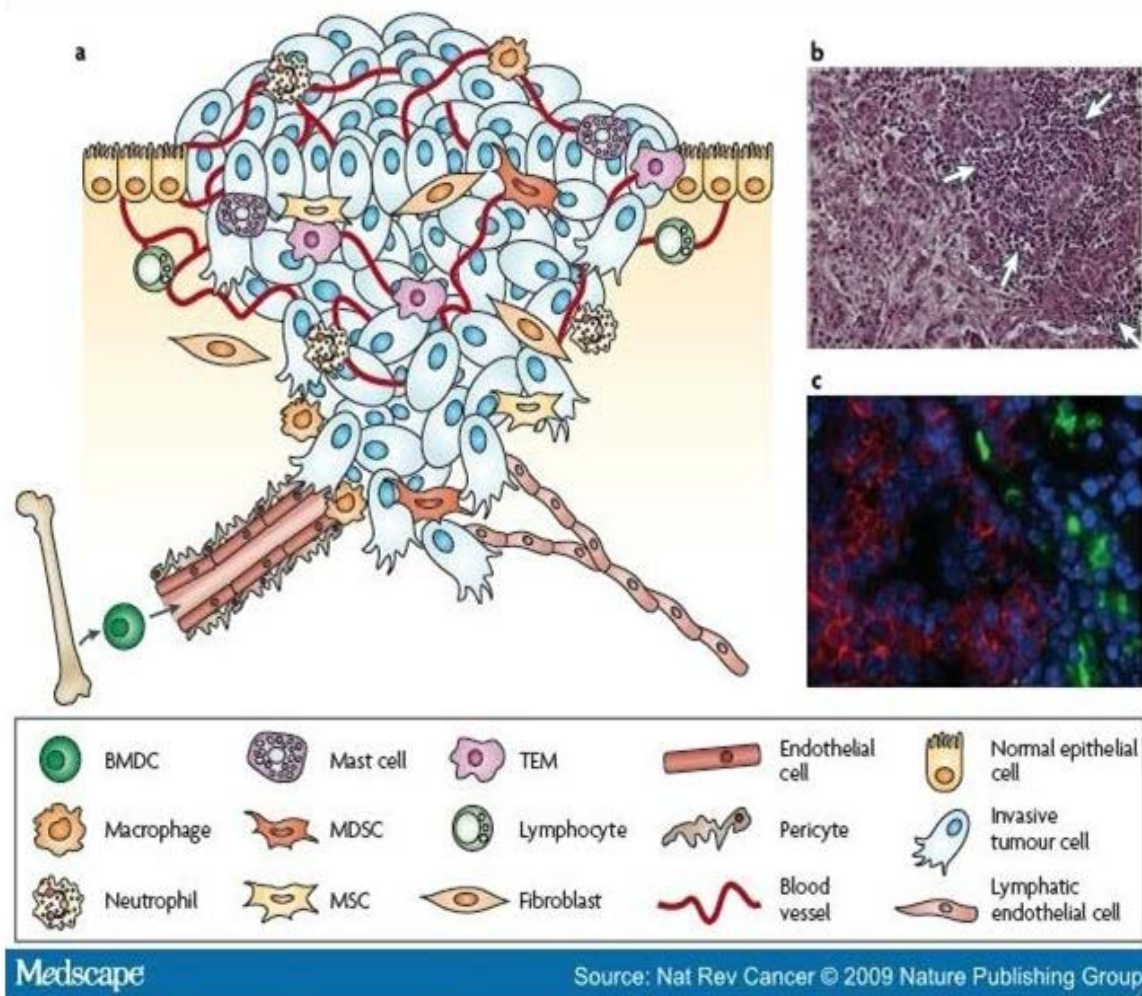 a
b
c
BMDC
Mast cell
TEM
Endothelial
cell
Normal epithelial
cell
Macrophage
MDSC
Lymphocyte
Pericyte
Invasive
tumour cell
Neutrophil
MSC
Fibroblast
Blood
vessel
Lymphatic
endothelial cell
Medscape
Source: Nat Rev Cancer © 2009 Nature Publishing Group